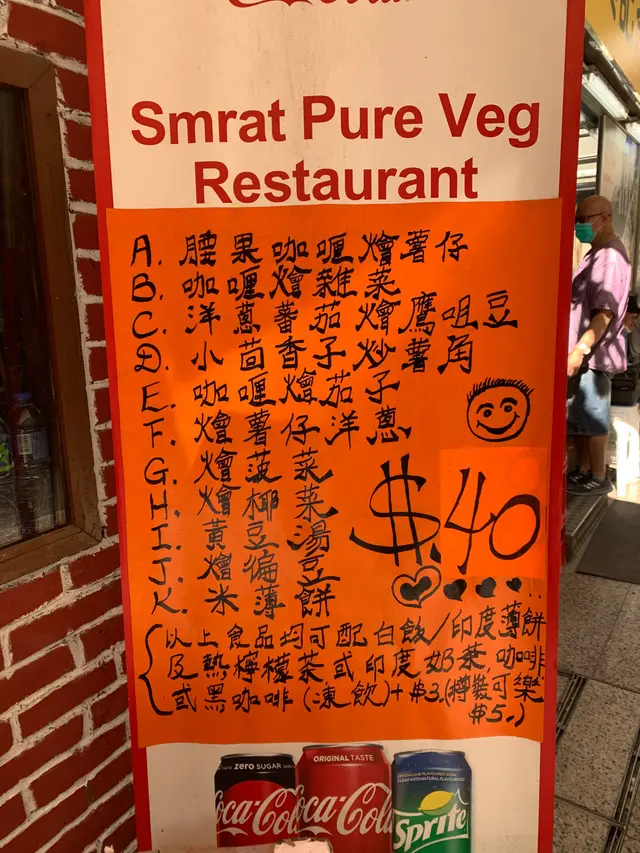 Smrat Pure Veg
Restaurant
A. 腰果咖喱燴薯仔
B. 咖喱燴雜菜
C. 洋蔥蕃茄燴鷹咀豆
D. 小茴香子炒薯角
E. 咖喱燴茄子
F. 燴薯仔洋蔥
G. 燴菠菜
H. 燴椰菜
I. 黃豆湯
J. 燴徧豆
K. 米薄餅
$40
以上食品均可配白飯/印度薄餅
及熱檸檬茶或印度奶茶,咖啡
或黑咖啡(凍飲)+$3.(樽裝可樂
$5.)
zero SUGAR
ORIGINAL TASTE
Coca-Cola
Coca-Cola
Sprite